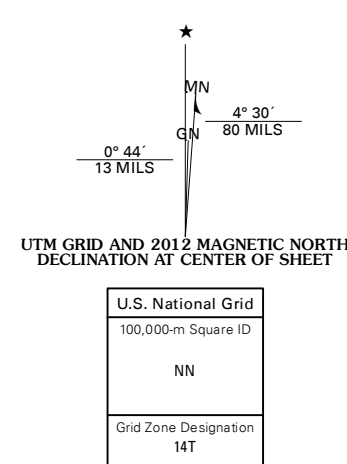 ★
MN
4° 30´
80 MILS
GN
0° 44´
13 MILS
UTM GRID AND 2012 MAGNETIC NORTH
DECLINATION AT CENTER OF SHEET
U.S. National Grid
100,000-m Square ID
NN
Grid Zone Designation
14T